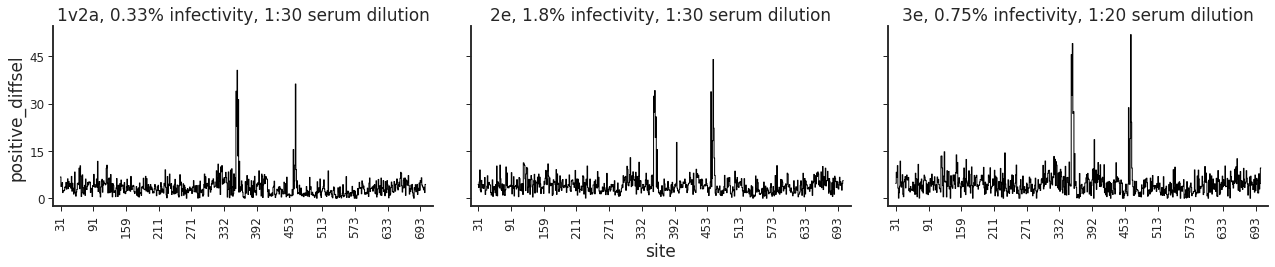 1v2a, 0.33% infectivity, 1:30 serum dilution
2e, 1.8% infectivity, 1:30 serum dilution
3e, 0.75% infectivity, 1:20 serum dilution
positive_diffsel
45
30
15
0
31 91 159 211 271 332 392 453 513 573 633 693
31 91 159 211 271 332 392 453 513 573 633 693
31 91 159 211 271 332 392 453 513 573 632 693
site